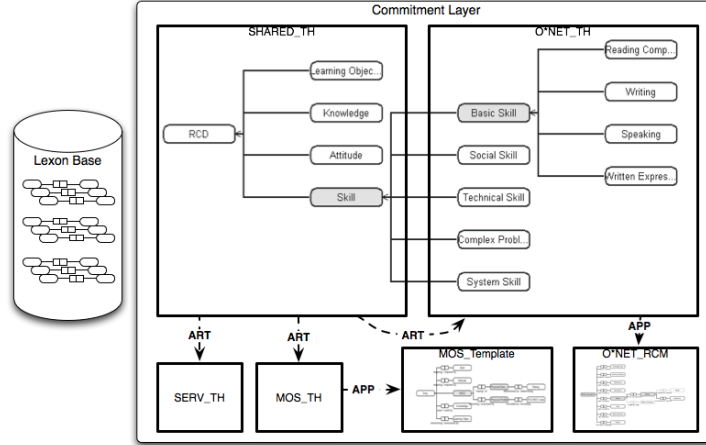 Commitment Layer
SHARED_TH
O*NET_TH
Learning Objec...
Reading Comp...
Knowledge
Basic Skill
Writing
RCD
Lexon Base
Attitude
Social Skill
Speaking
Skill
Technical Skill
Written Expres...
Complex Probl...
System Skill
ART
ART
ART
APP
MOS_Template
O*NET_RCM
SERV_TH
MOS_TH
APP